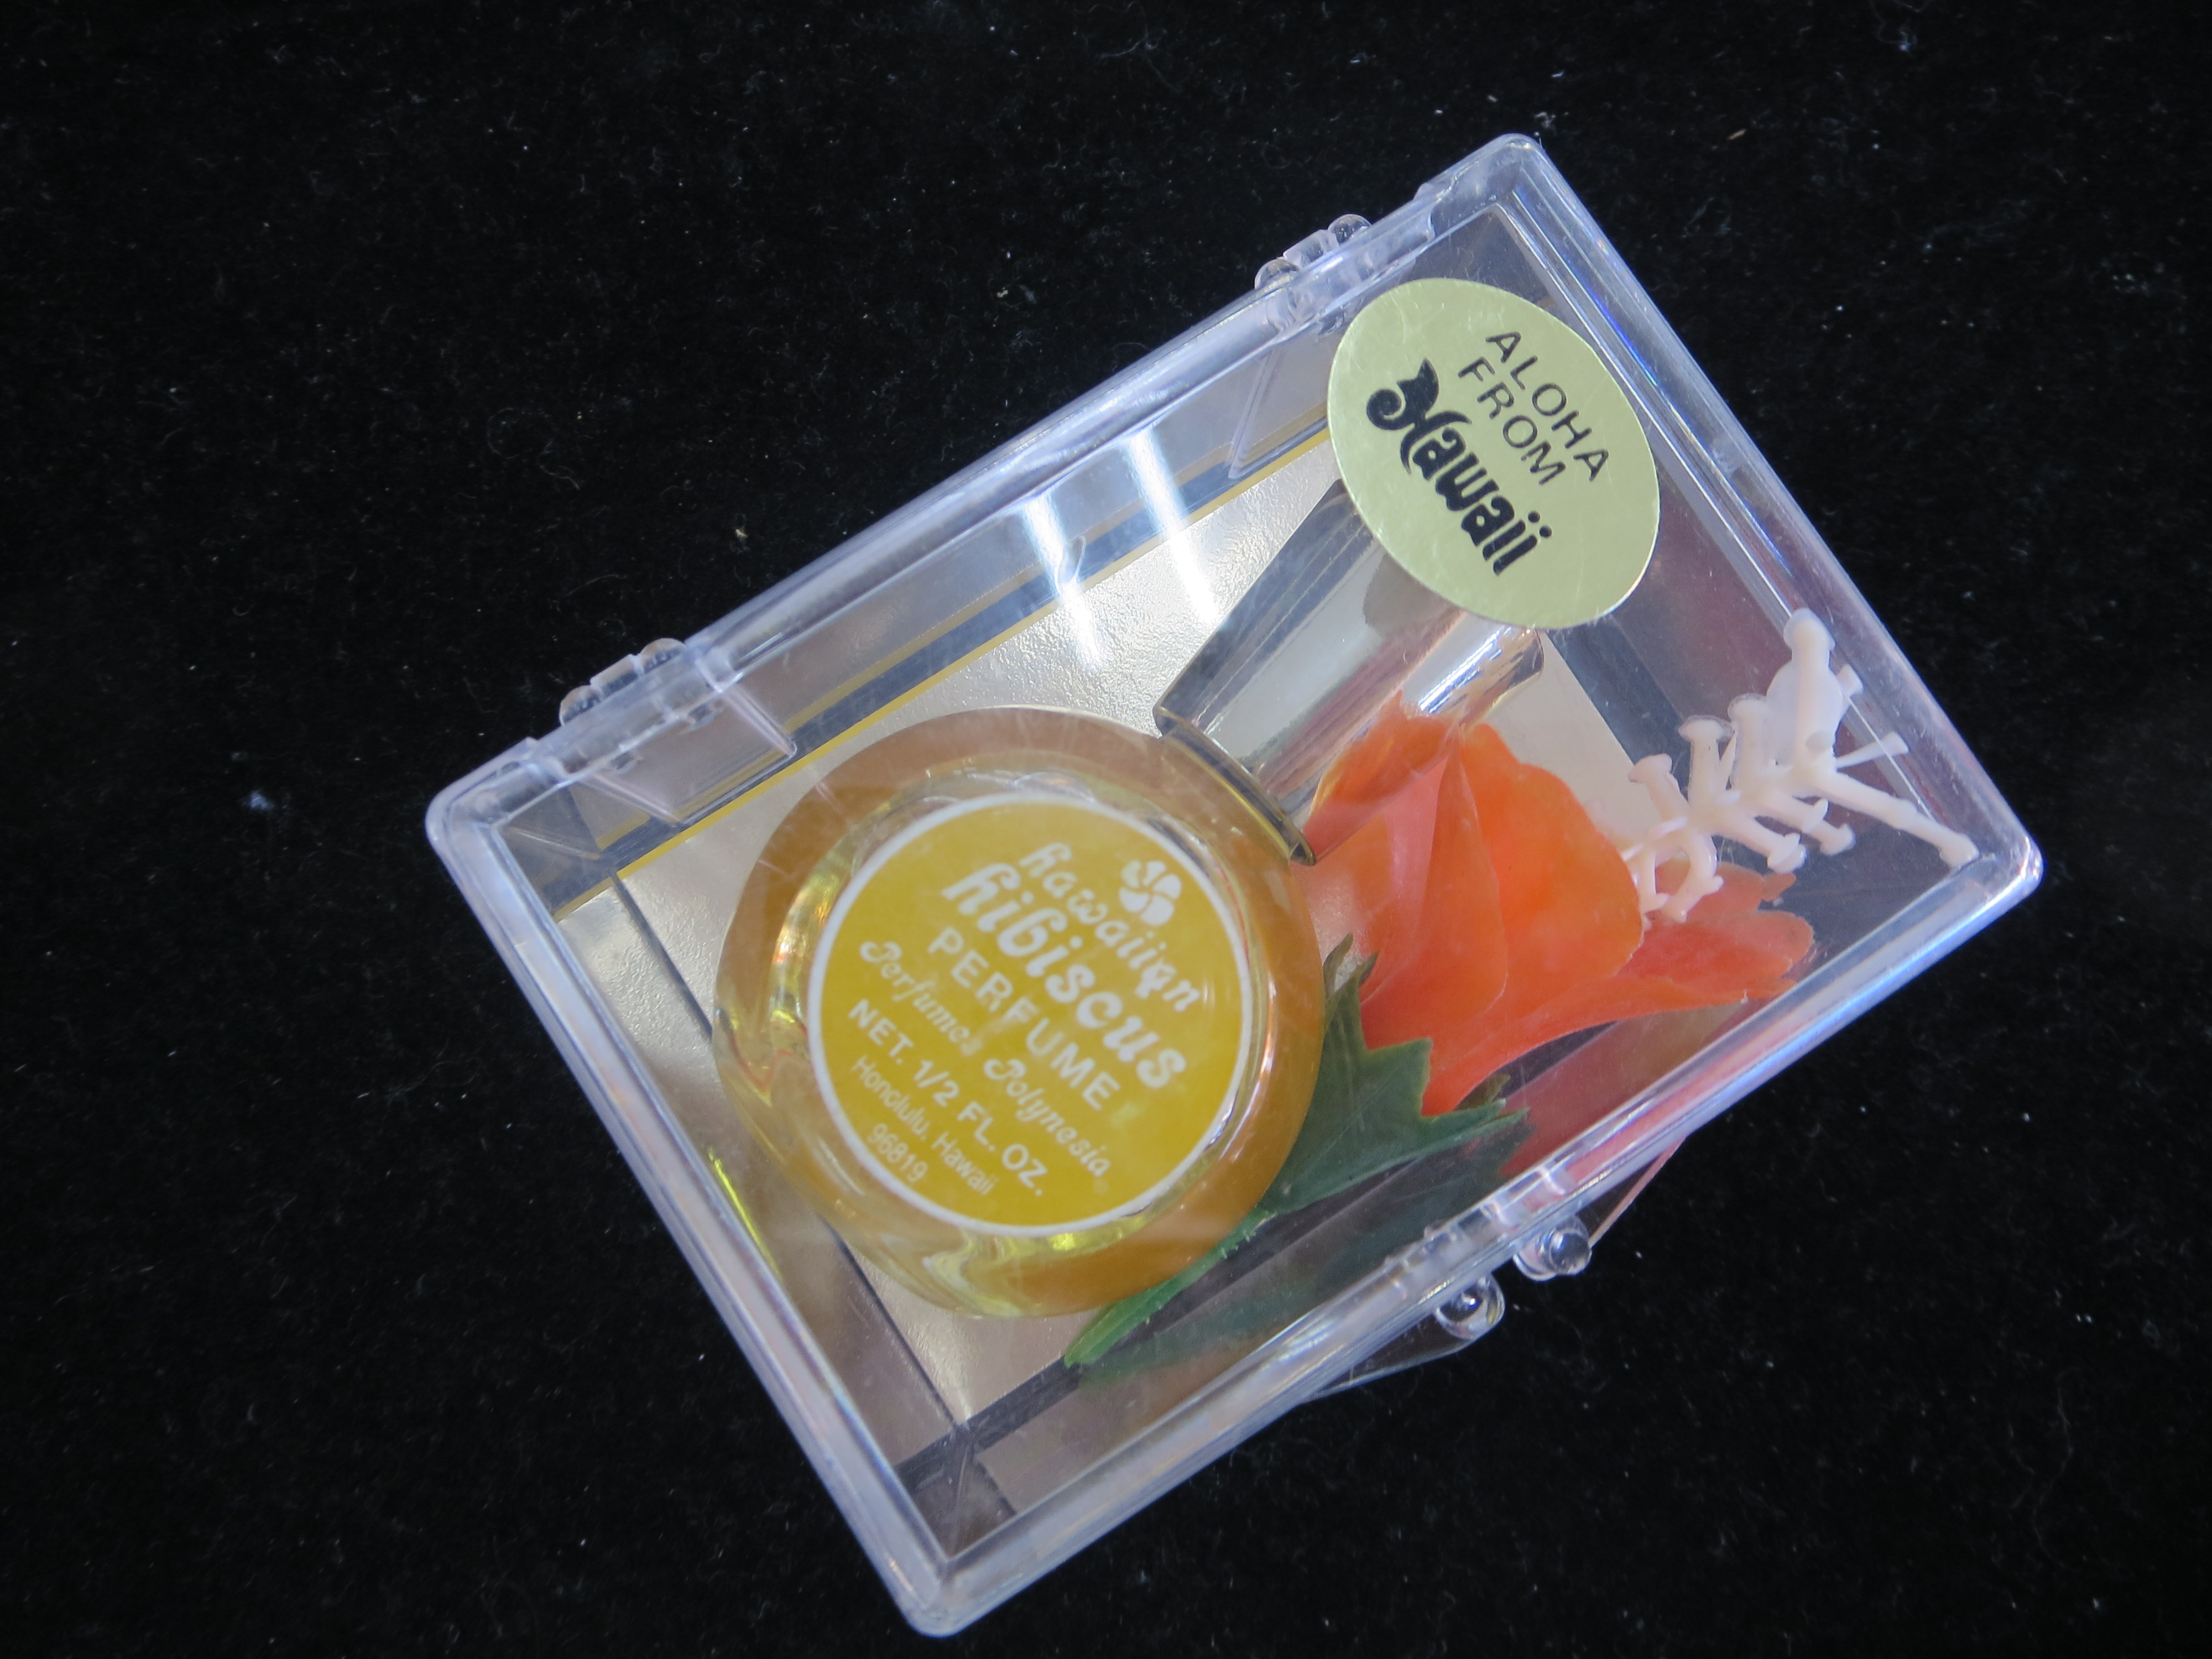 ALOHA
FROM
Hawaii
hawaiian
hibiscus
PERFUME
Perfumes Polynesia
NET. 1/2 FL. OZ.
Honolulu, Hawaii
96819